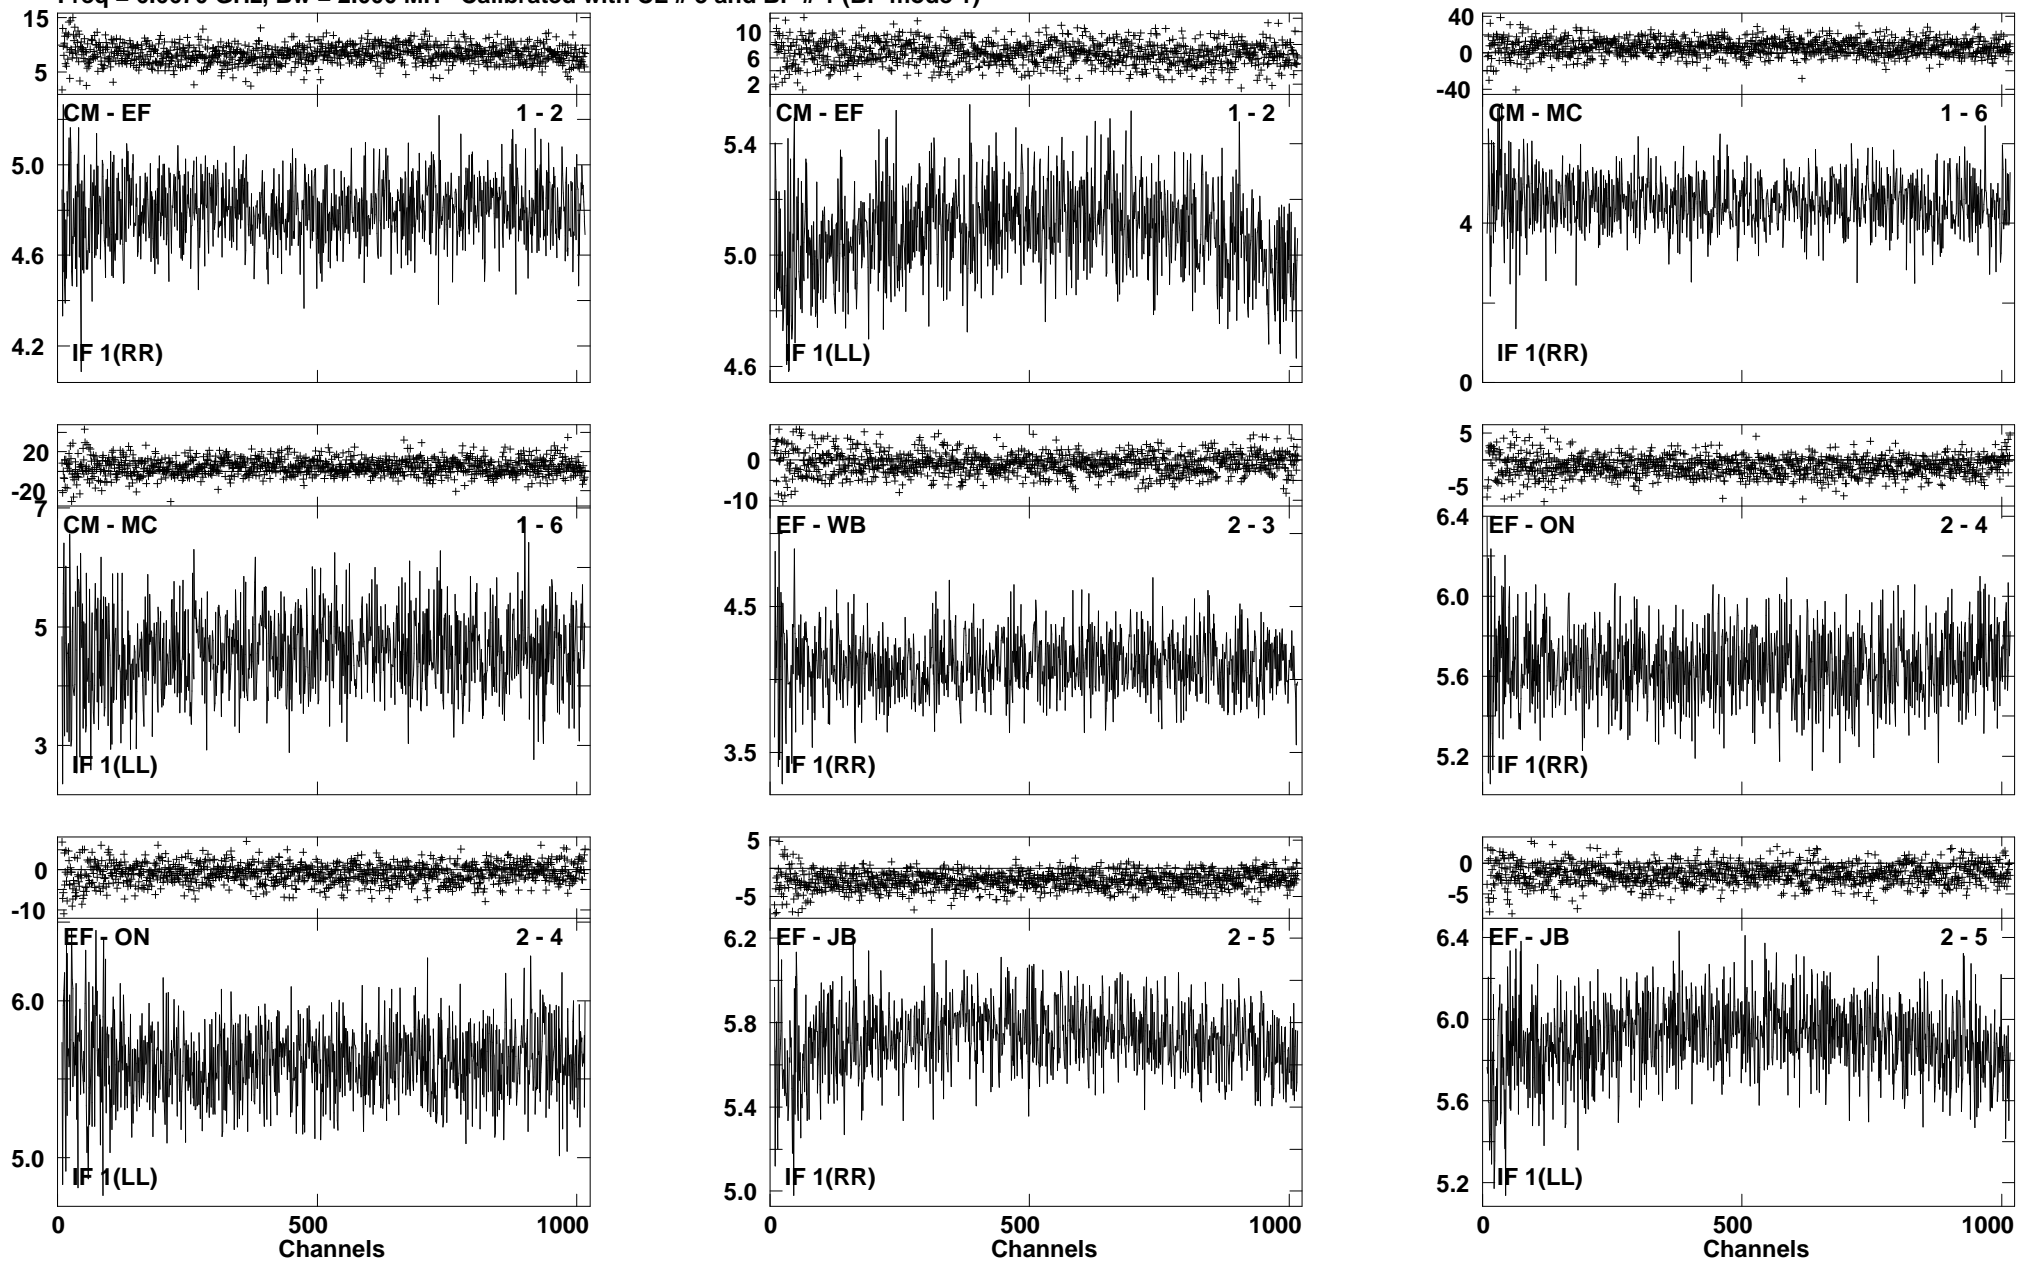 15
5
CM - EF 1 - 2
5.0
4.6
4.2
IF 1(RR)
10
6
2
CM - EF 1 - 2
5.4
5.0
4.6
IF 1(LL)
40
0
-40
CM - MC 1 - 6
4
0
IF 1(RR)
20
-20
7
CM - MC 1 - 6
5
3
IF 1(LL)
0
-10
EF - WB 2 - 3
4.5
3.5
IF 1(RR)
5
-5
6.4
EF - ON 2 - 4
6.0
5.6
5.2
IF 1(RR)
0
-10
EF - ON 2 - 4
6.0
5.0
IF 1(LL)
0 500 1000
Channels
5
-5
6.2
EF - JB 2 - 5
5.8
5.4
5.0
IF 1(RR)
0 500 1000
Channels
0
-5
6.4
EF - JB 2 - 5
6.0
5.6
5.2
IF 1(LL)
0 500 1000
Channels